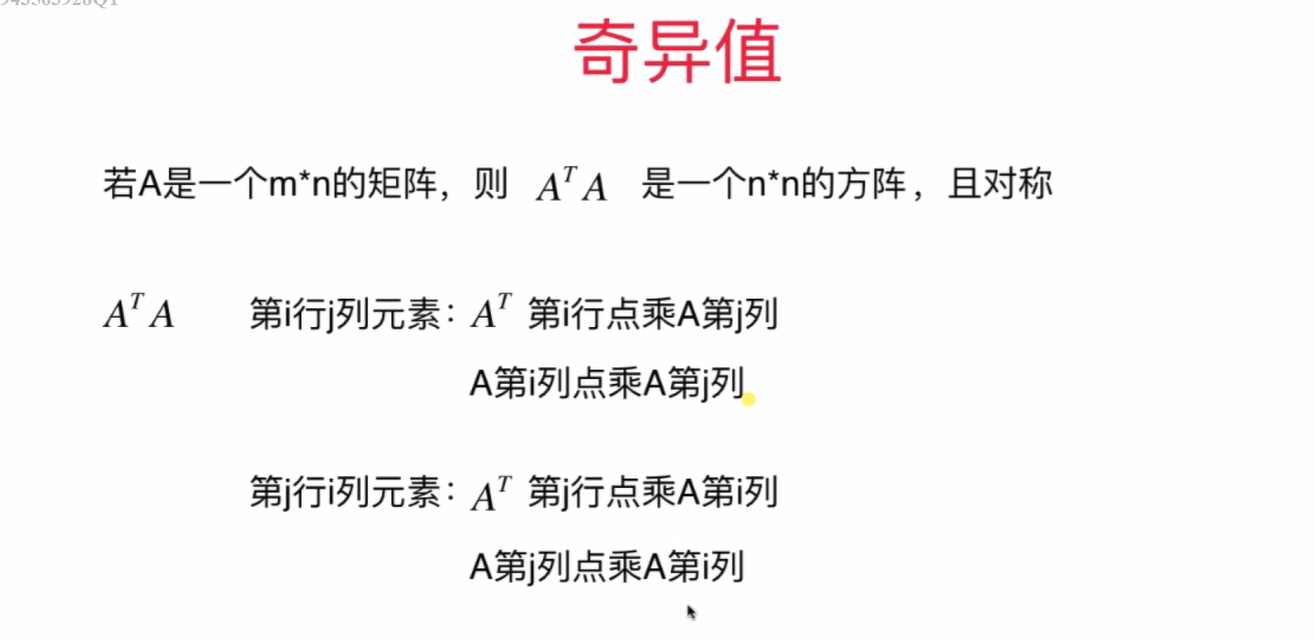 奇异值
若A是一个m*n的矩阵，则 AᵀA 是一个n*n的方阵，且对称
AᵀA 第i行j列元素：Aᵀ 第i行点乘A第j列
A第i列点乘A第j列
第j行i列元素：Aᵀ 第j行点乘A第i列
A第j列点乘A第i列